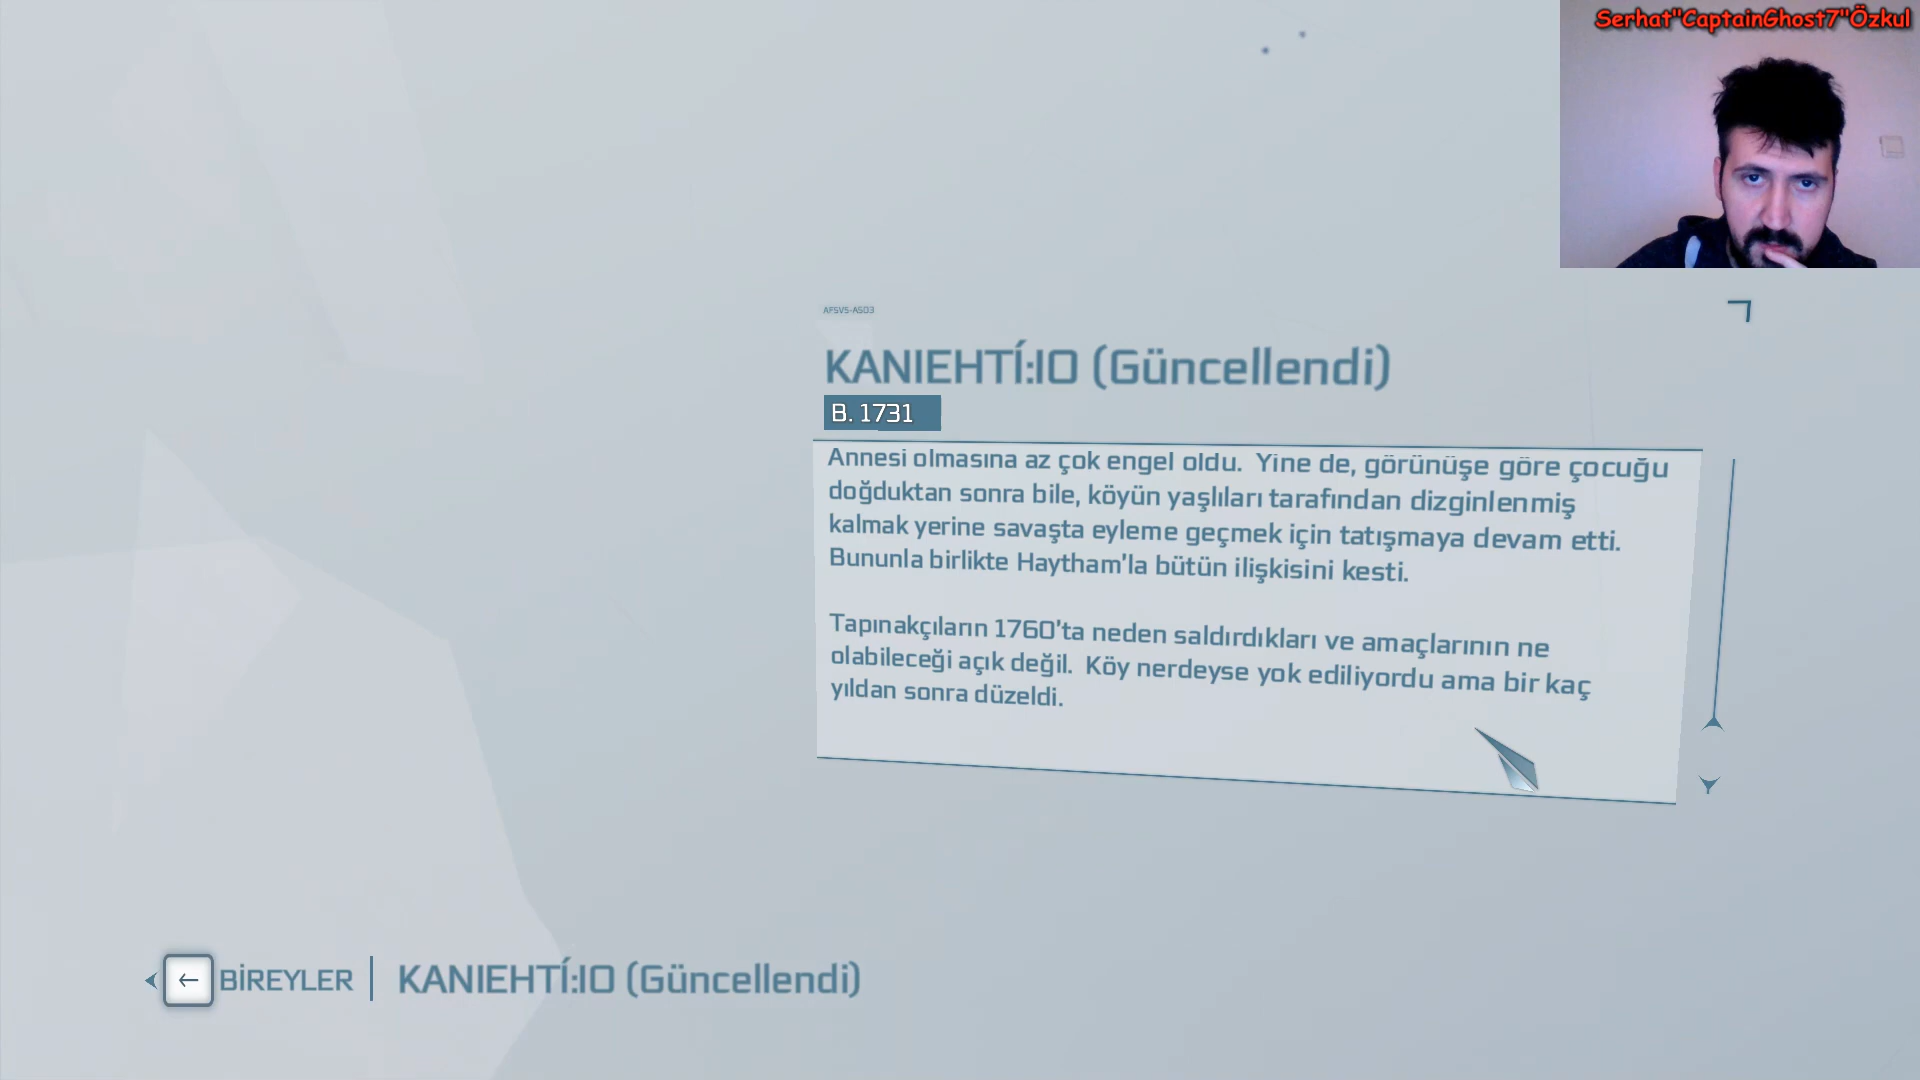 Serhat"CaptainGhost7"Özkul
AFSV5-AS03
KANIEHTÍ:IO (Güncellendi)
B. 1731
Annesi olmasına az çok engel oldu. Yine de, görünüşe göre çocuğu
doğduktan sonra bile, köyün yaşlıları tarafından dizginlenmiş
kalmak yerine savaşta eyleme geçmek için tatışmaya devam etti.
Bununla birlikte Haytham'la bütün ilişkisini kesti.
Tapınakçıların 1760'ta neden saldırdıkları ve amaçlarının ne
olabileceği açık değil. Köy nerdeyse yok ediliyordu ama bir kaç
yıldan sonra düzeldi.
← BİREYLER | KANIEHTÍ:IO (Güncellendi)